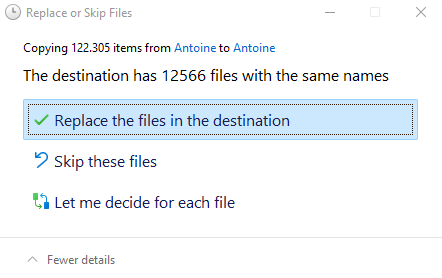 Replace or Skip Files
Copying 122.305 items from Antoine to Antoine
The destination has 12566 files with the same names
Replace the files in the destination
Skip these files
Let me decide for each file
Fewer details